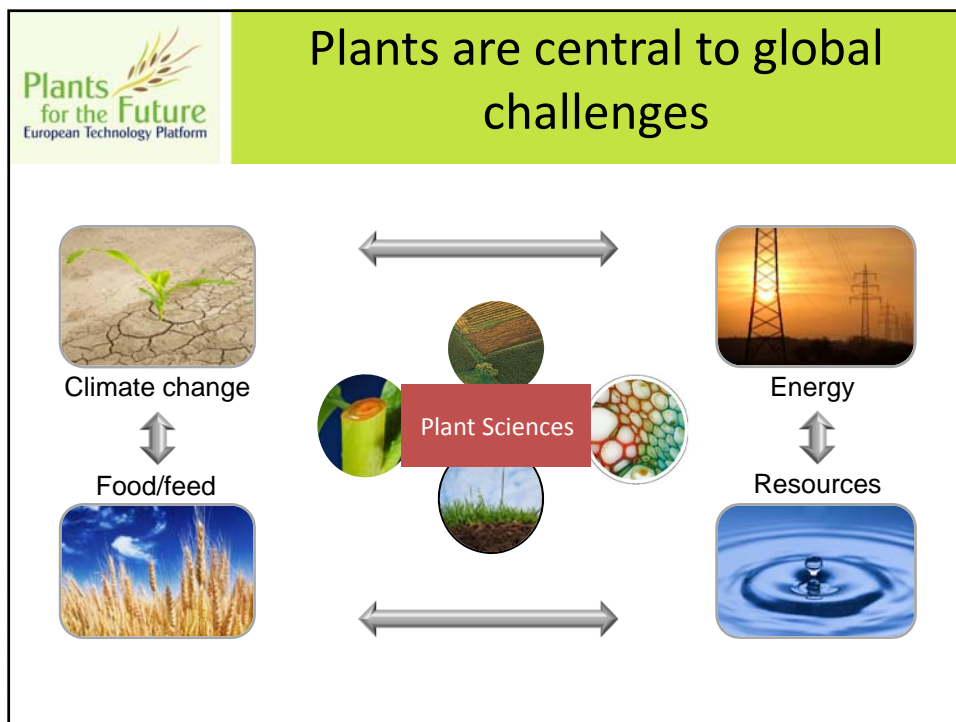 Plants
for the Future
European Technology Platform
Plants are central to global
challenges
Climate change
Energy
Plant Sciences
Food/feed
Resources